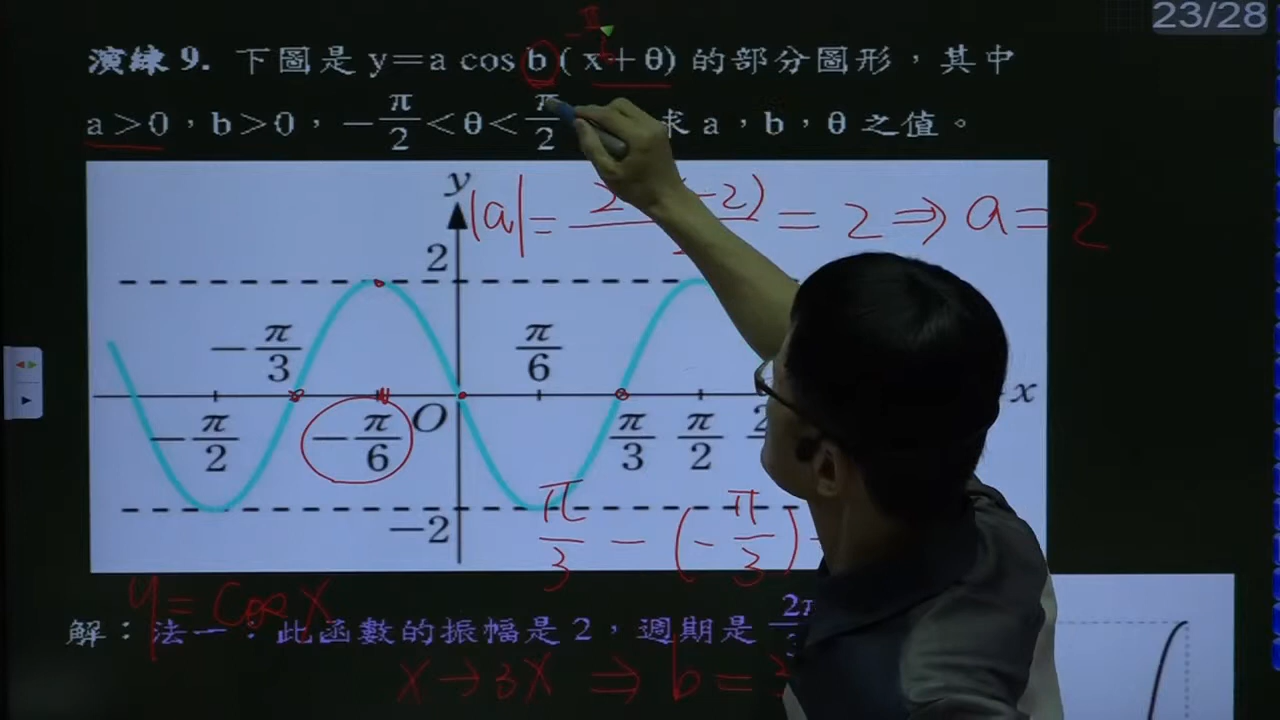 23/28
演練 9. 下圖是 y=a cos b ( x+θ) 的部分圖形，其中
a>0，b>0，-π/2<θ<π/2 求 a，b，θ 之值。
y
|a|= = 2 ⇒ a= 2
2
-π/3
π/6
O
x
-π/2
-π/6
π/3
π/2
-2
π/3 - (-π/3)
y = cos x
解：法一：此函數的振幅是 2，週期是
x → 3x ⇒ b = 3